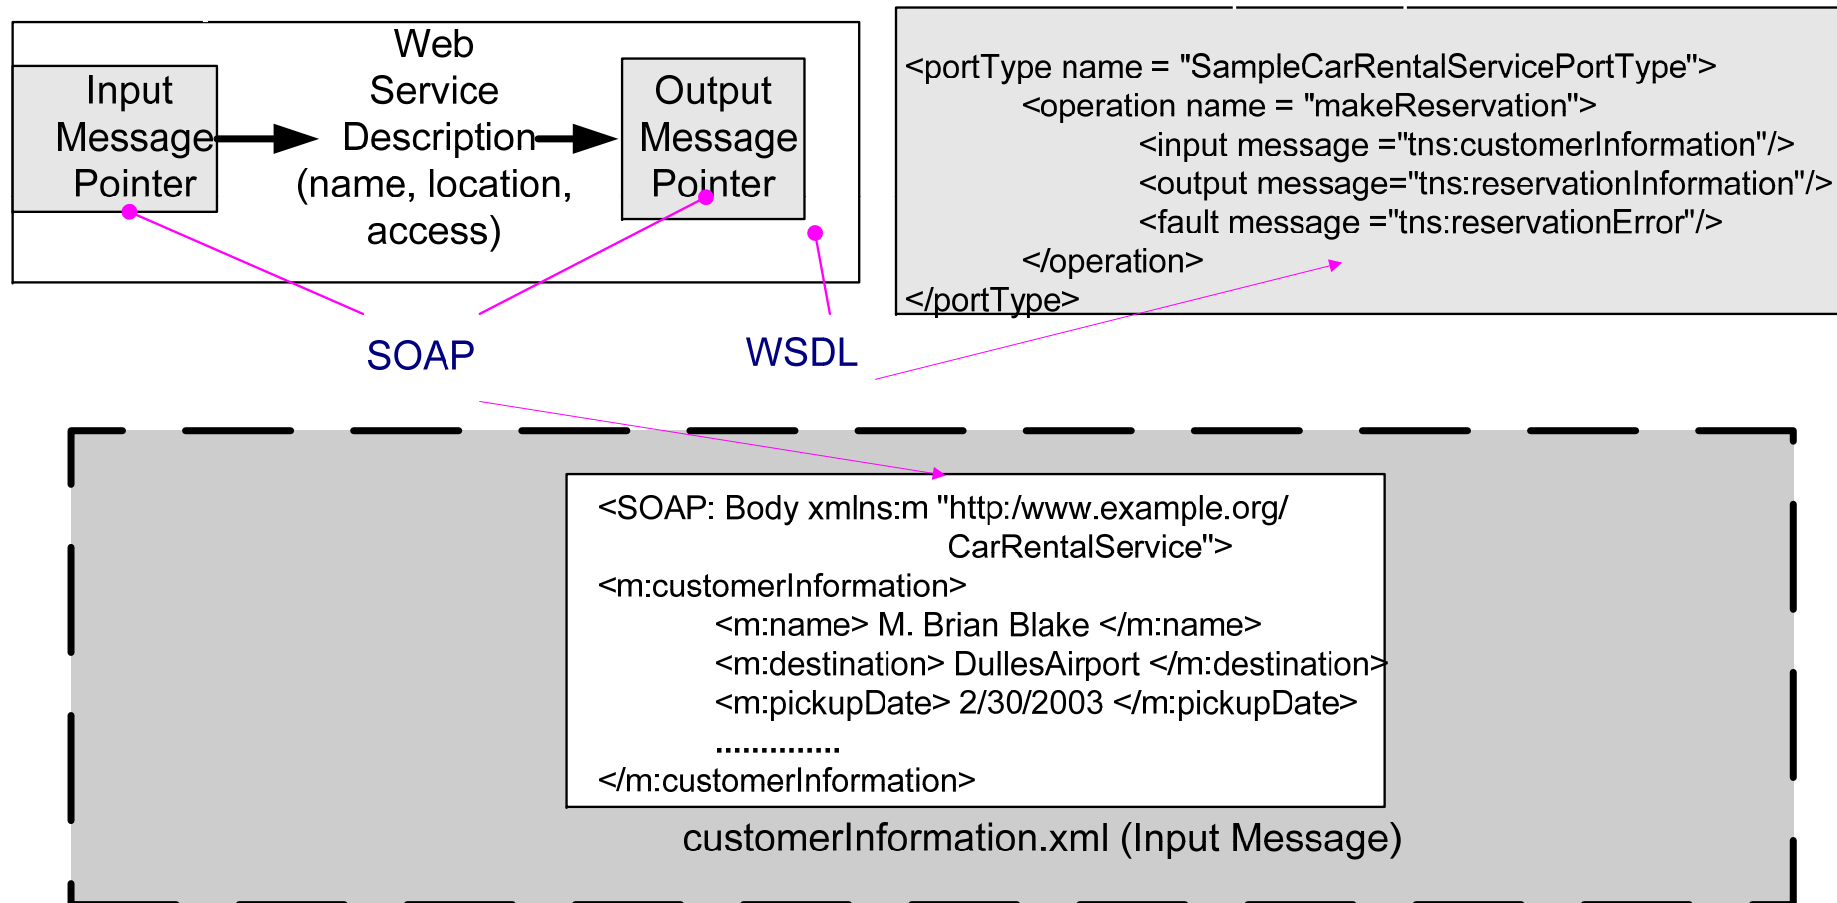 Input
Message
Pointer
Web
Service
Description
(name, location,
access)
Output
Message
Pointer
<portType name = "SampleCarRentalServicePortType">
<operation name = "makeReservation">
<input message ="tns:customerInformation"/>
<output message="tns:reservationInformation"/>
<fault message ="tns:reservationError"/>
</operation>
</portType>
SOAP
WSDL
<SOAP: Body xmlns:m "http:/www.example.org/
CarRentalService">
<m:customerInformation>
<m:name> M. Brian Blake </m:name>
<m:destination> DullesAirport </m:destination>
<m:pickupDate> 2/30/2003 </m:pickupDate>
..............
</m:customerInformation>
customerInformation.xml (Input Message)